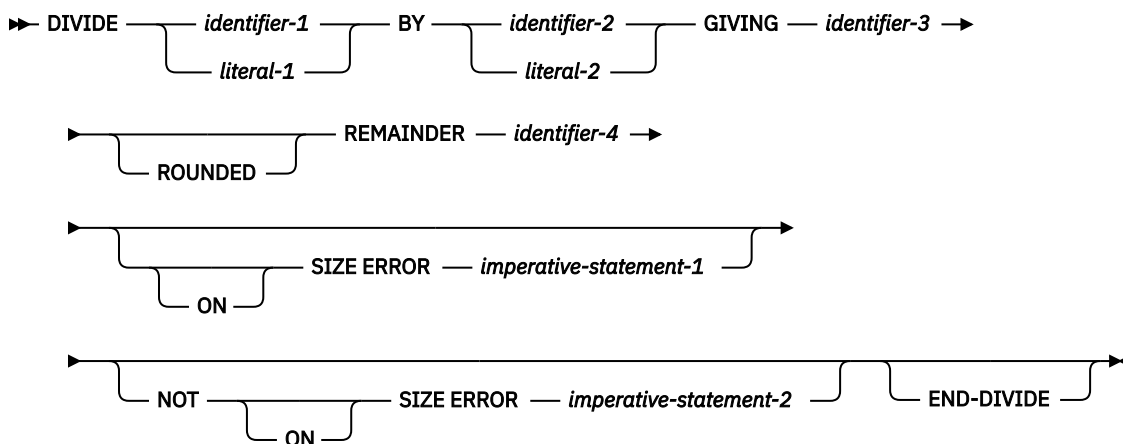 DIVIDE identifier-1 BY identifier-2 GIVING identifier-3
literal-1 literal-2
REMAINDER identifier-4
ROUNDED
SIZE ERROR imperative-statement-1
ON
NOT SIZE ERROR imperative-statement-2 END-DIVIDE
ON